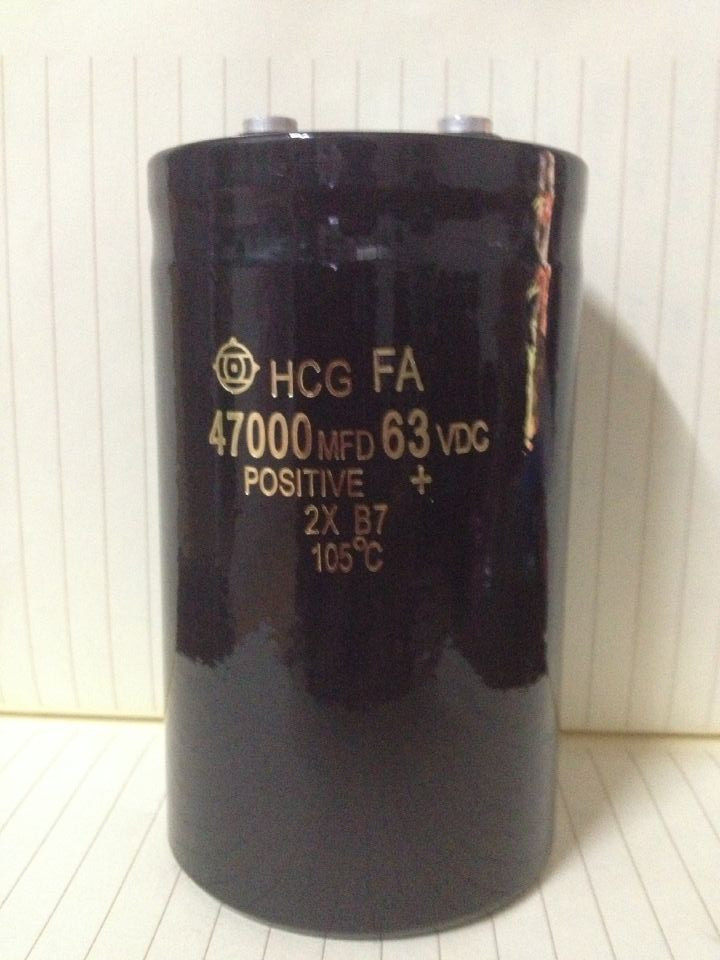 HCG FA
47000 MFD 63 VDC
POSITIVE +
2X B7
105°C